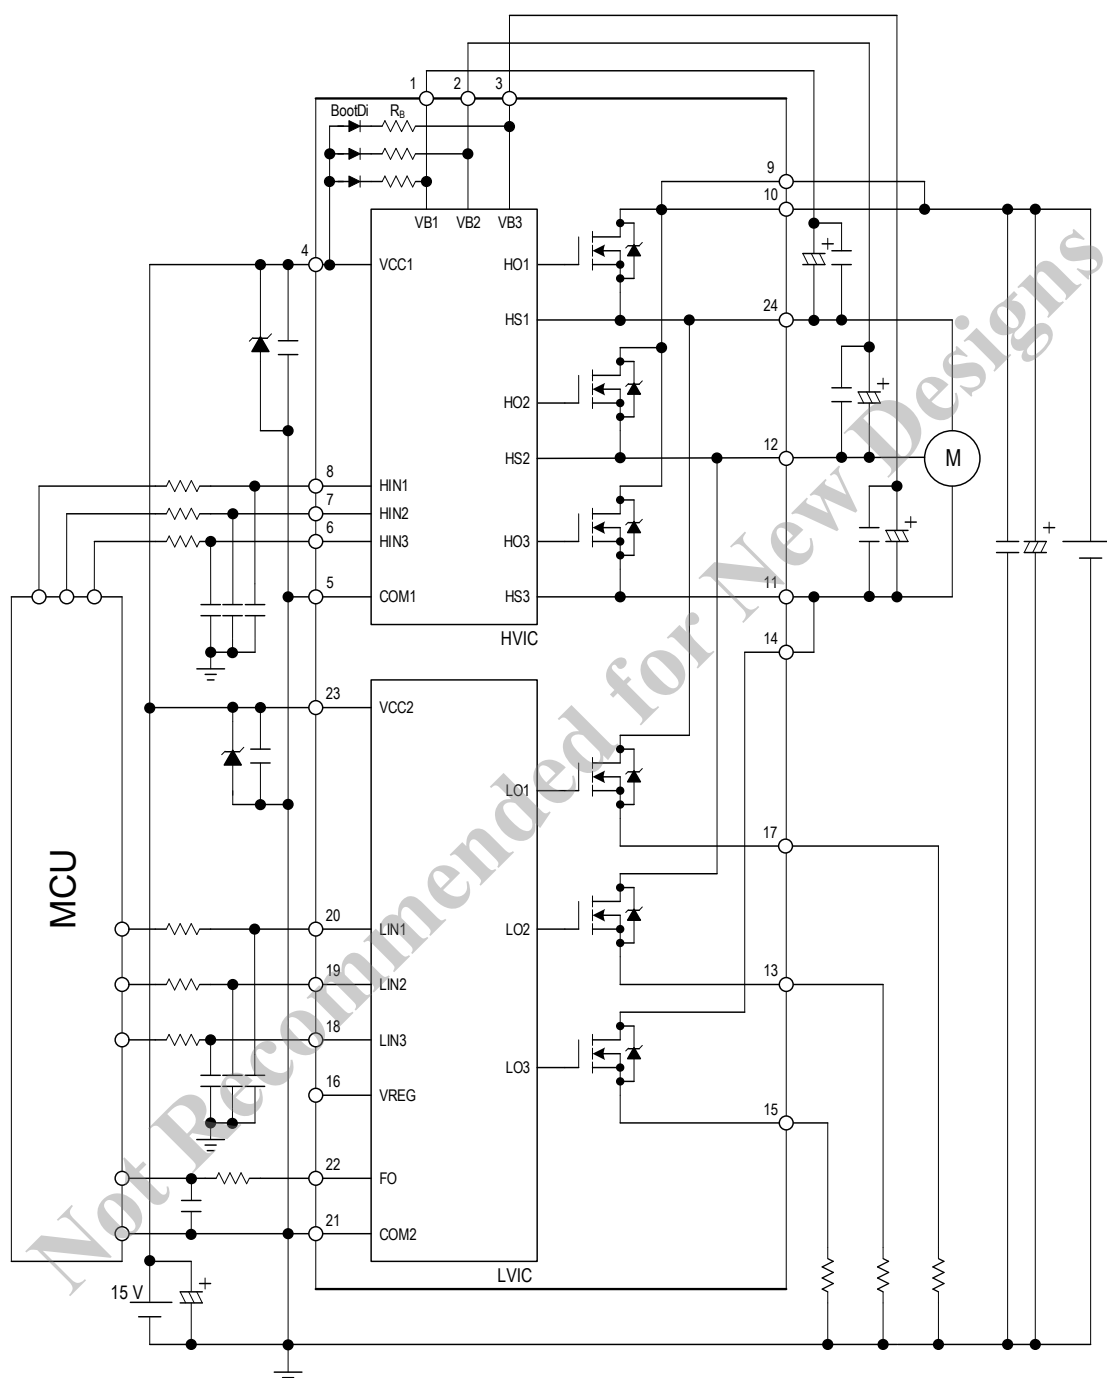 1 2 3
BootDi RB
9
10
VB1 VB2 VB3
4 VCC1 HO1
+
HS1 24
HO2
+
HS2 12
M
8 HIN1
7 HIN2
6 HIN3 HO3
+
+
5 COM1 HS3 11
HVIC
14
23 VCC2
LO1
17
MCU
20 LIN1 LO2
19 LIN2 13
18 LIN3
LO3
16 VREG
15
22 FO
21 COM2
LVIC
15 V +
Not Recommended for New Designs